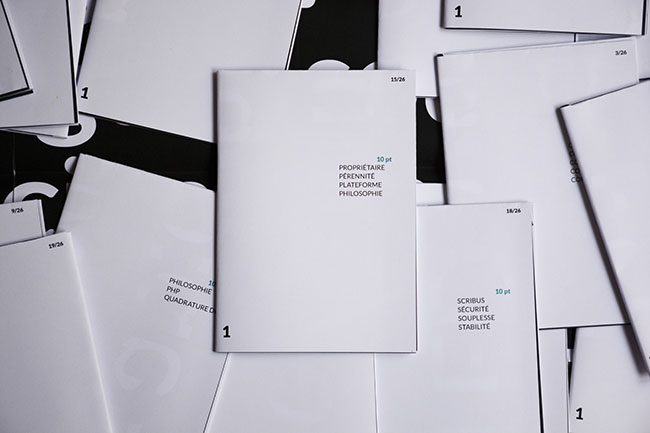 1
3/26
1
15/26
10 pt
PROPRIÉTAIRE
PÉRENNITÉ
PLATEFORME
PHILOSOPHIE
1
9/26
19/26
PHILOSOPHIE
PHP
QUADRATURE D
18/26
10 pt
SCRIBUS
SÉCURITÉ
SOUPLESSE
STABILITÉ
1